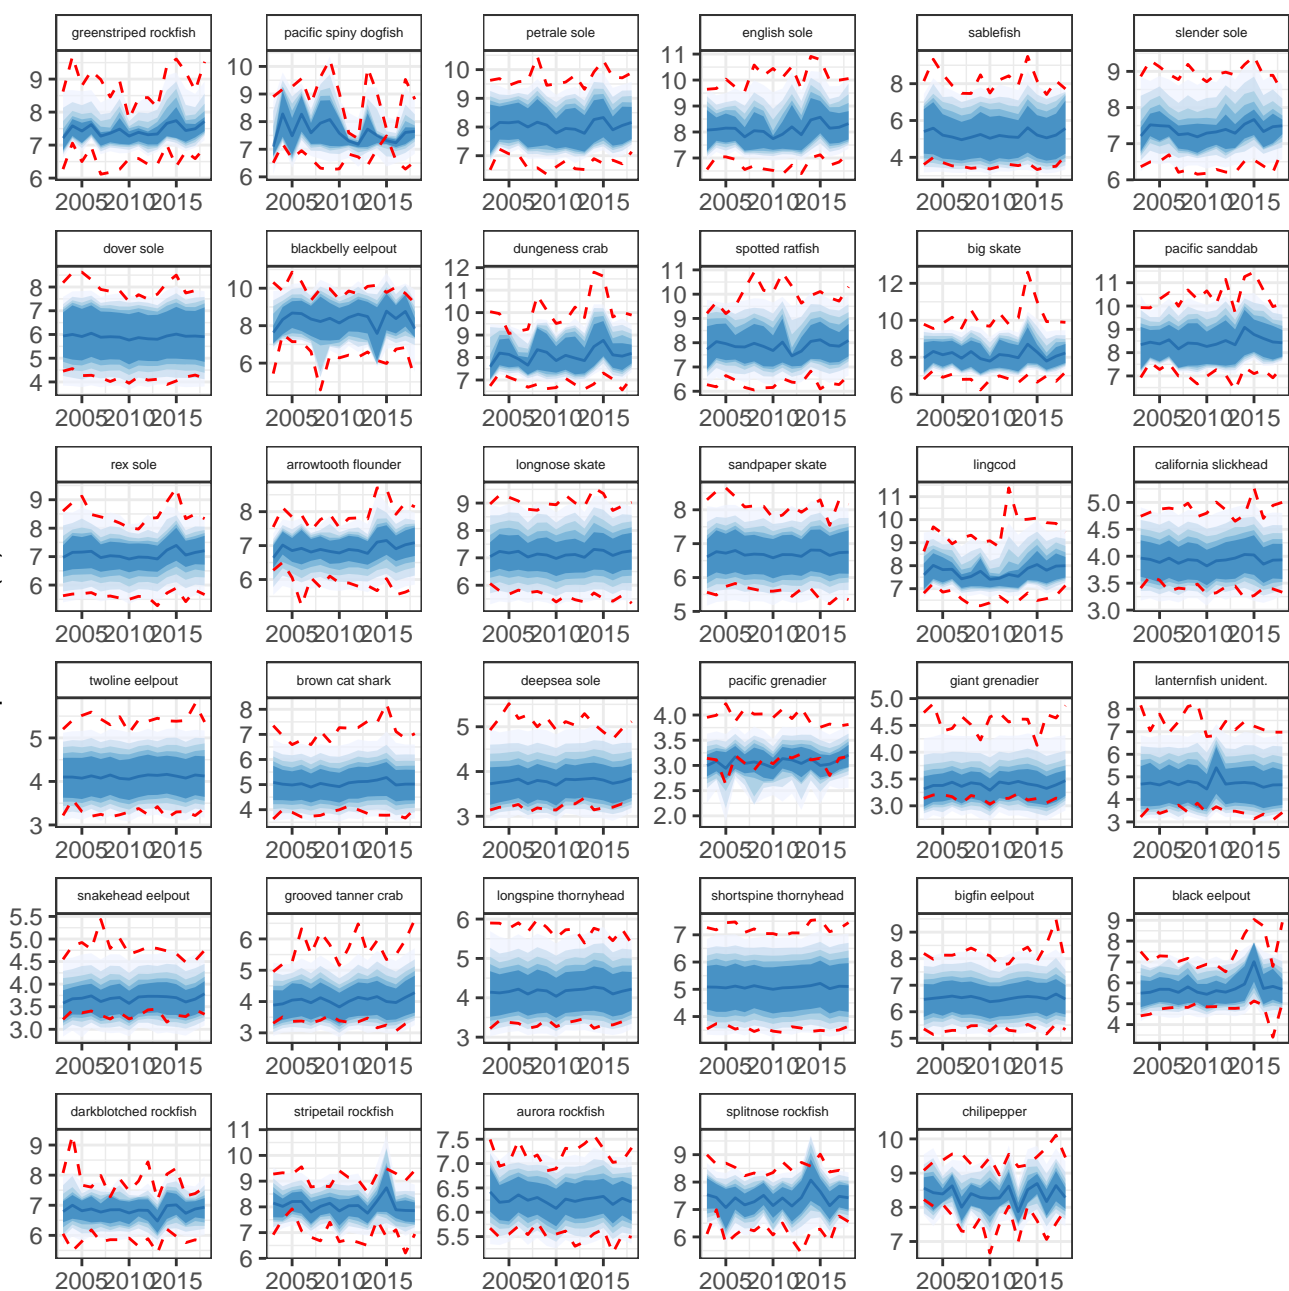 greenstriped rockfish pacific spiny dogfish petrale sole english sole sablefish slender sole
9 8 7 6
10 9 8 7 6
10 9 8 7
11 10 9 8 7
8 6 4
9 8 7 6
2005 2010 2015 2005 2010 2015 2005 2010 2015 2005 2010 2015 2005 2010 2015 2005 2010 2015
dover sole blackbelly eelpout dungeness crab spotted ratfish big skate pacific sanddab
8 7 6 5 4
10 8 6
12 11 10 9 8 7
11 10 9 8 7 6
12 10 8 6
11 10 9 8 7
2005 2010 2015 2005 2010 2015 2005 2010 2015 2005 2010 2015 2005 2010 2015 2005 2010 2015
rex sole arrowtooth flounder longnose skate sandpaper skate lingcod california slickhead
9 8 7 6
8 7 6
9 8 7 6
8 7 6 5
11 10 9 8 7
5.0 4.5 4.0 3.5 3.0
2005 2010 2015 2005 2010 2015 2005 2010 2015 2005 2010 2015 2005 2010 2015 2005 2010 2015
twoline eelpout brown cat shark deepsea sole pacific grenadier giant grenadier lanternfish unident.
5 4 3
8 7 6 5 4
5 4 3
4.0 3.5 3.0 2.5 2.0
5.0 4.5 4.0 3.5 3.0
8 7 6 5 4 3
2005 2010 2015 2005 2010 2015 2005 2010 2015 2005 2010 2015 2005 2010 2015 2005 2010 2015
snakehead eelpout grooved tanner crab longspine thornyhead shortspine thornyhead bigfin eelpout black eelpout
5.5 5.0 4.5 4.0 3.5 3.0
6 5 4 3
6 5 4 3
7 6 5 4
9 8 7 6 5
9 8 7 6 5 4
2005 2010 2015 2005 2010 2015 2005 2010 2015 2005 2010 2015 2005 2010 2015 2005 2010 2015
darkblotched rockfish stripetail rockfish aurora rockfish splitnose rockfish chilipepper
9 8 7 6
11 10 9 8 7 6
7.5 7.0 6.5 6.0 5.5
9 8 7 6
10 9 8 7
2005 2010 2015 2005 2010 2015 2005 2010 2015 2005 2010 2015 2005 2010 2015